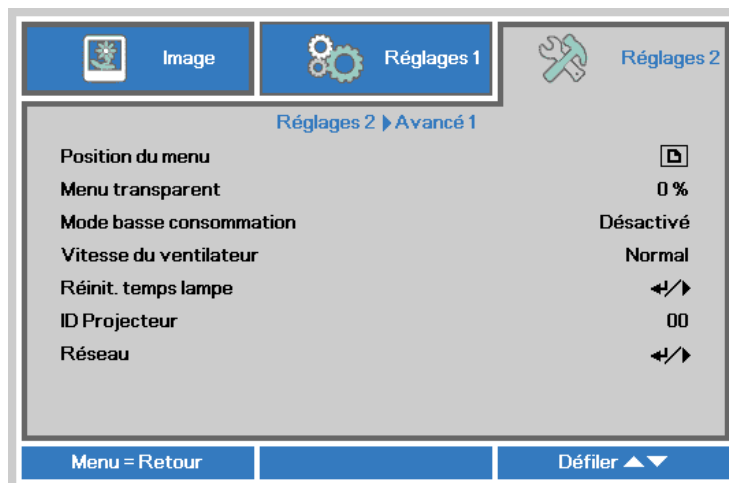 Image
Réglages 1
Réglages 2
Réglages 2 Avancé 1
Position du menu
Menu transparent 0 %
Mode basse consommation Désactivé
Vitesse du ventilateur Normal
Réinit. temps lampe
ID Projecteur 00
Réseau
Menu = Retour
Défiler